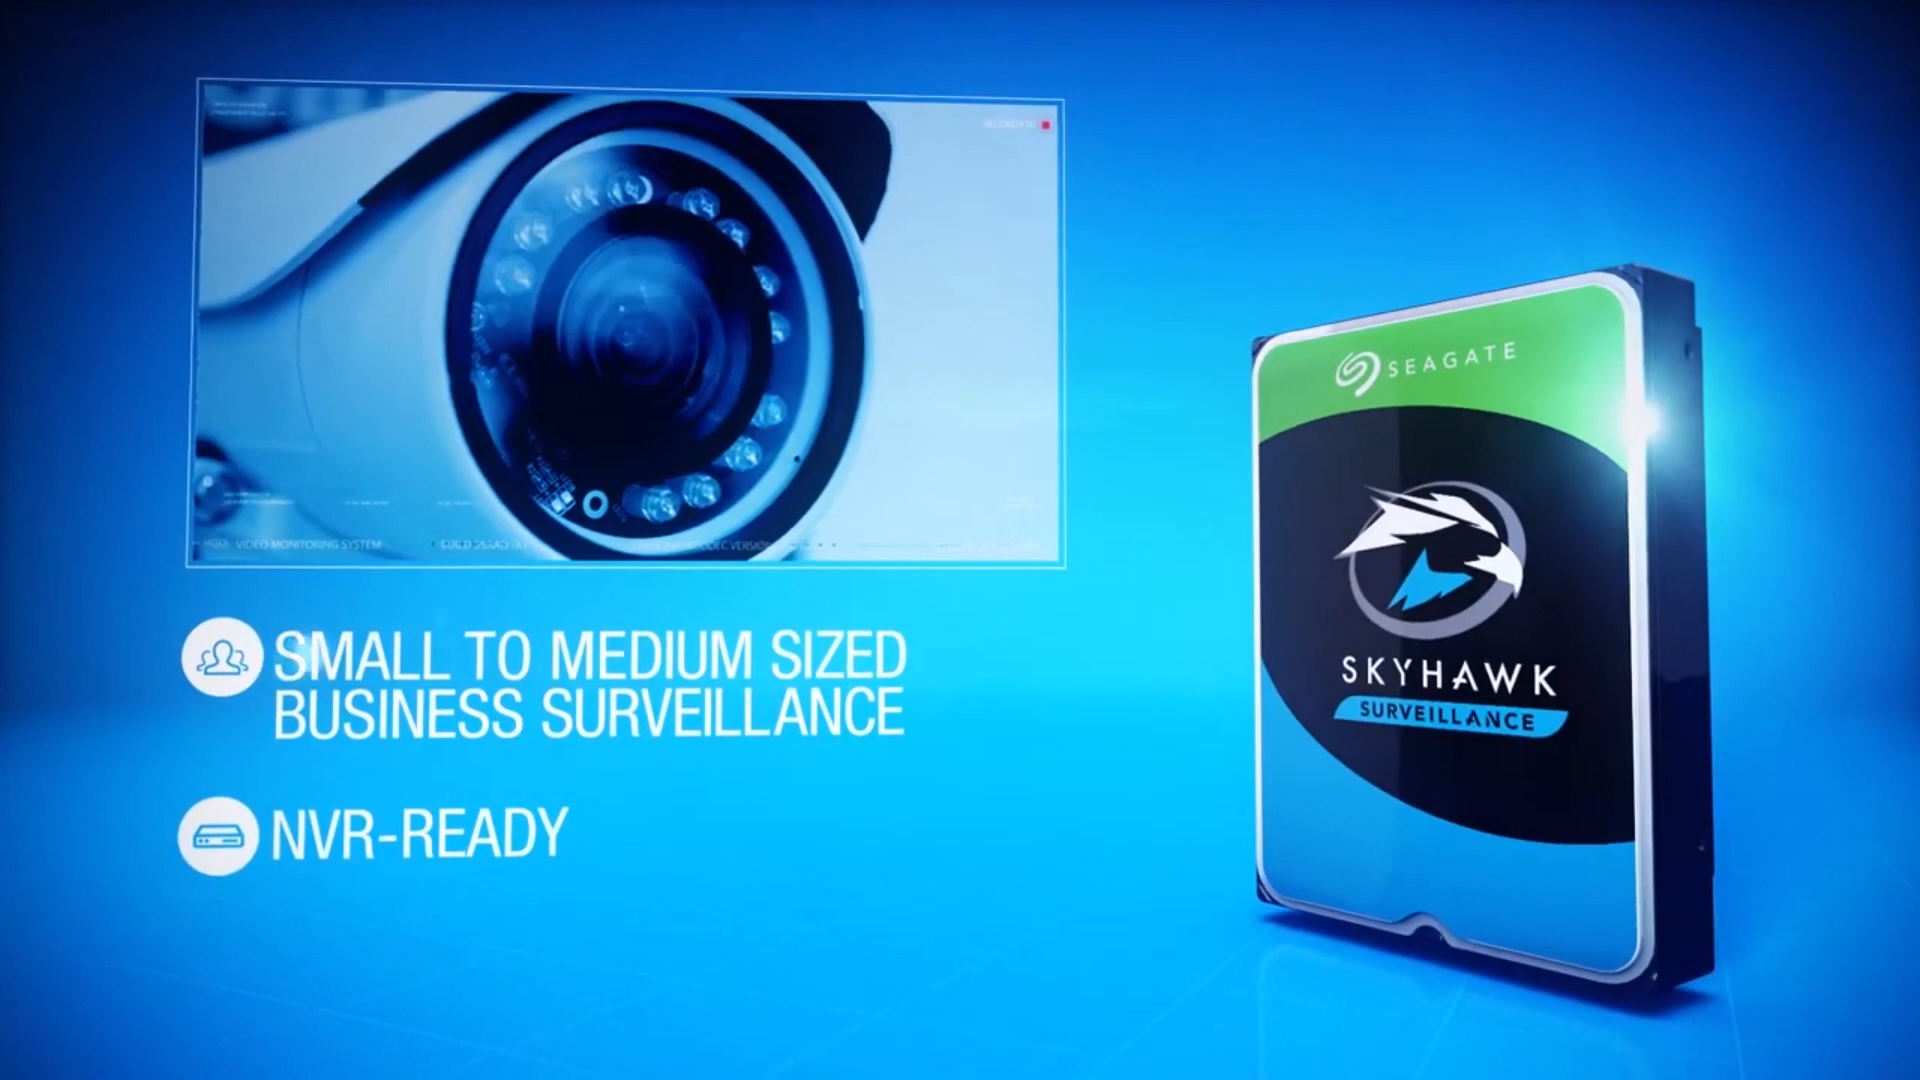 VIDEO MONITORING SYSTEM
SMALL TO MEDIUM SIZED
BUSINESS SURVEILLANCE
NVR-READY
SEAGATE
SKYHAWK
SURVEILLANCE